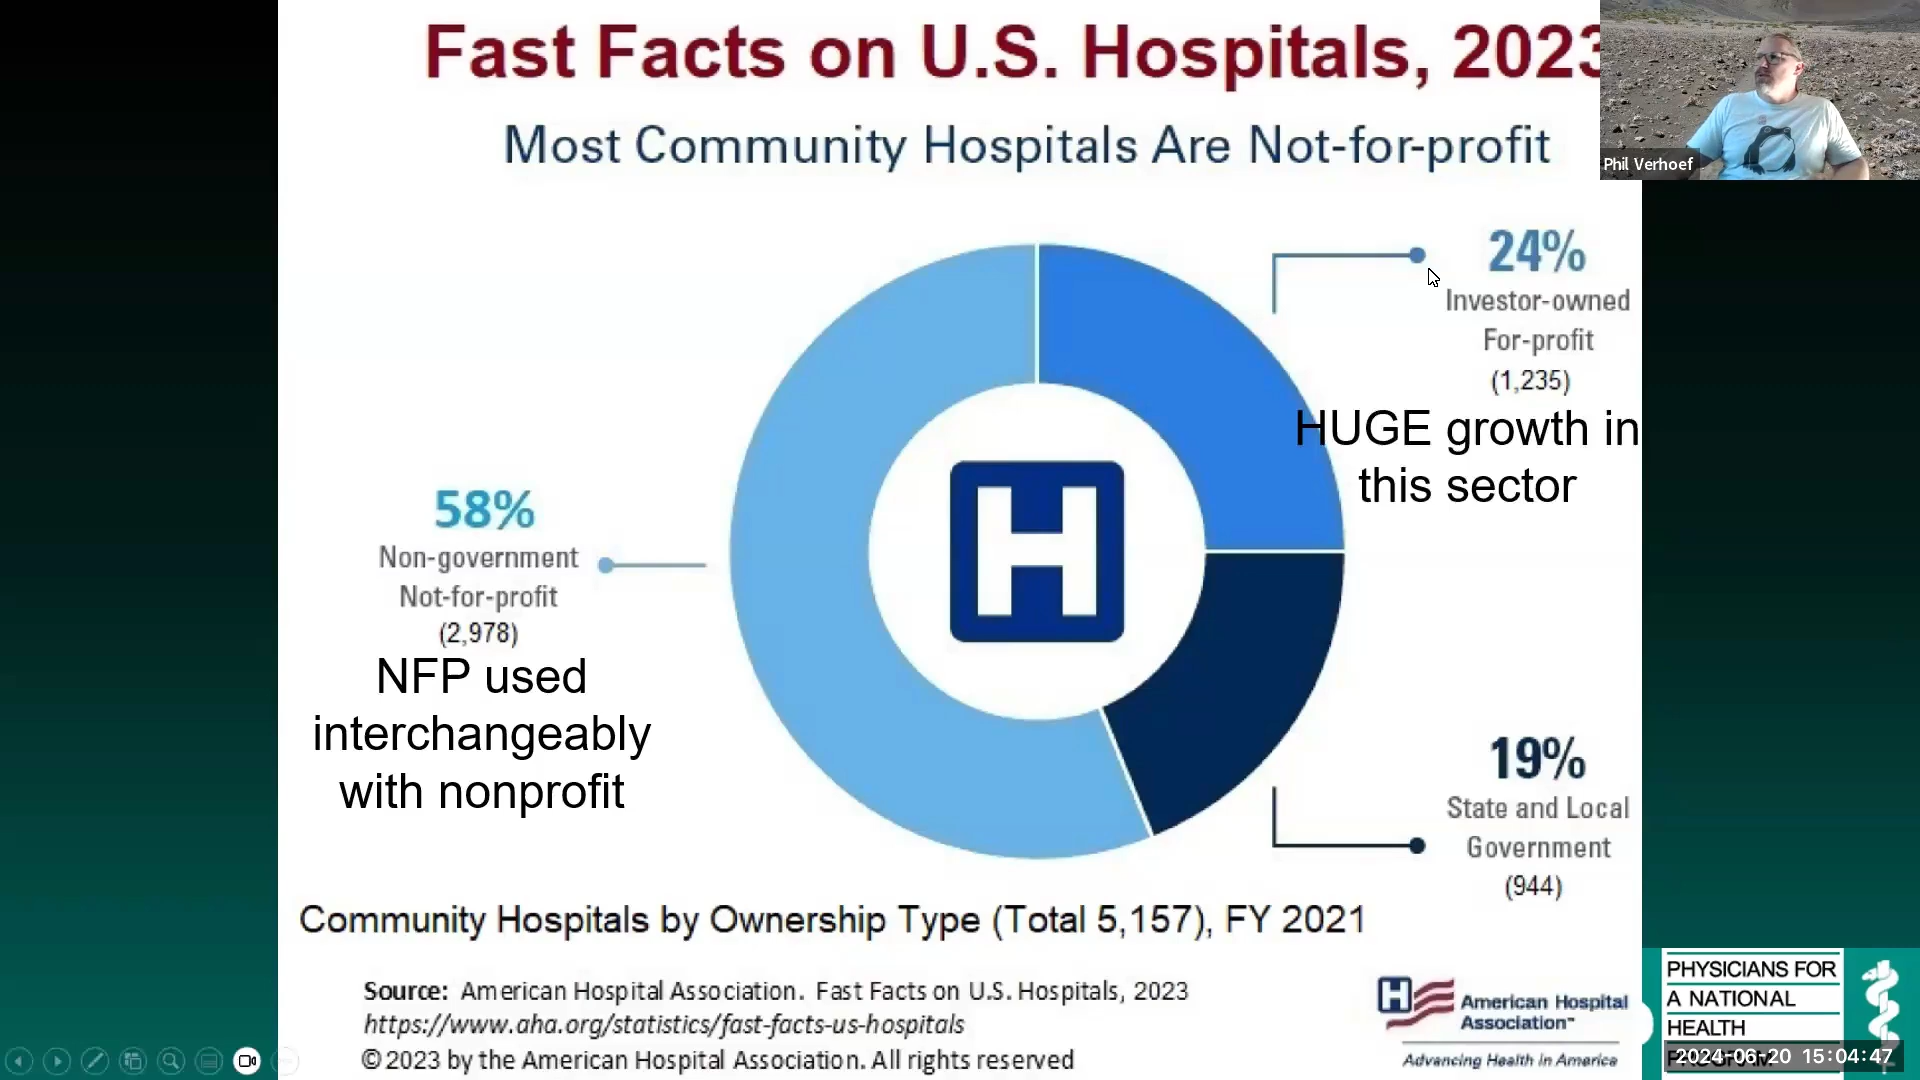 Fast Facts on U.S. Hospitals, 2023
Most Community Hospitals Are Not-for-profit
Phil Verhoef
24%
Investor-owned
For-profit
(1,235)
HUGE growth in
this sector
H
58%
Non-government
Not-for-profit
(2,978)
NFP used
interchangeably
with nonprofit
19%
State and Local
Government
(944)
Community Hospitals by Ownership Type (Total 5,157), FY 2021
Source: American Hospital Association. Fast Facts on U.S. Hospitals, 2023
https://www.aha.org/statistics/fast-facts-us-hospitals
©2023 by the American Hospital Association. All rights reserved
H
American Hospital
Association™
Advancing Health in America
PHYSICIANS FOR
A NATIONAL
HEALTH
PROGRAM
2024-06-20 15:04:47